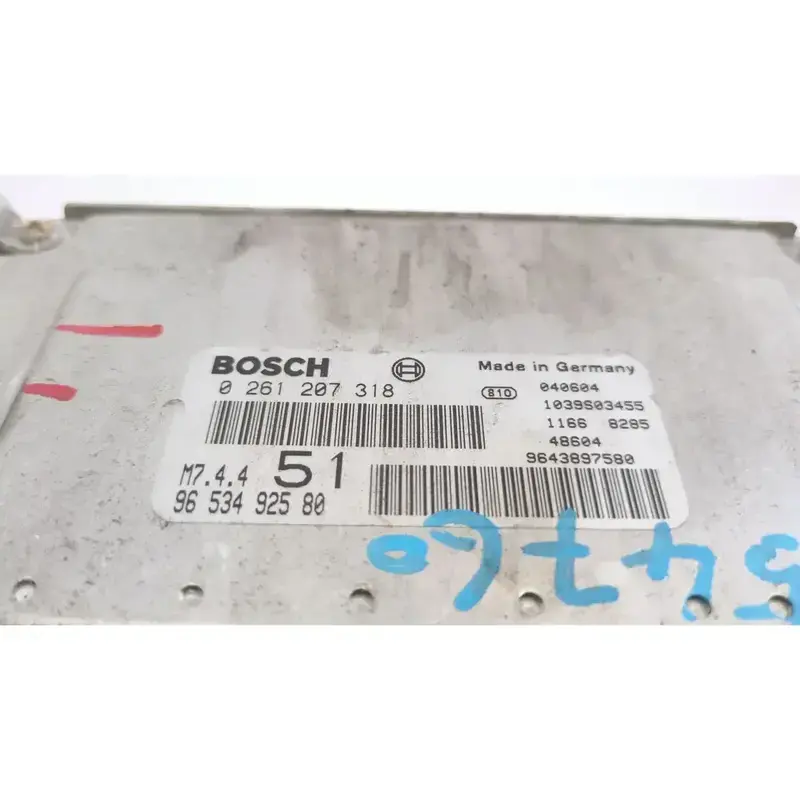 BOSCH
0 261 207 318
M7.4.4 51
96 534 925 80
Made in Germany
810 040604
1039S03455
1166 8285
48604
9643897580
5476o